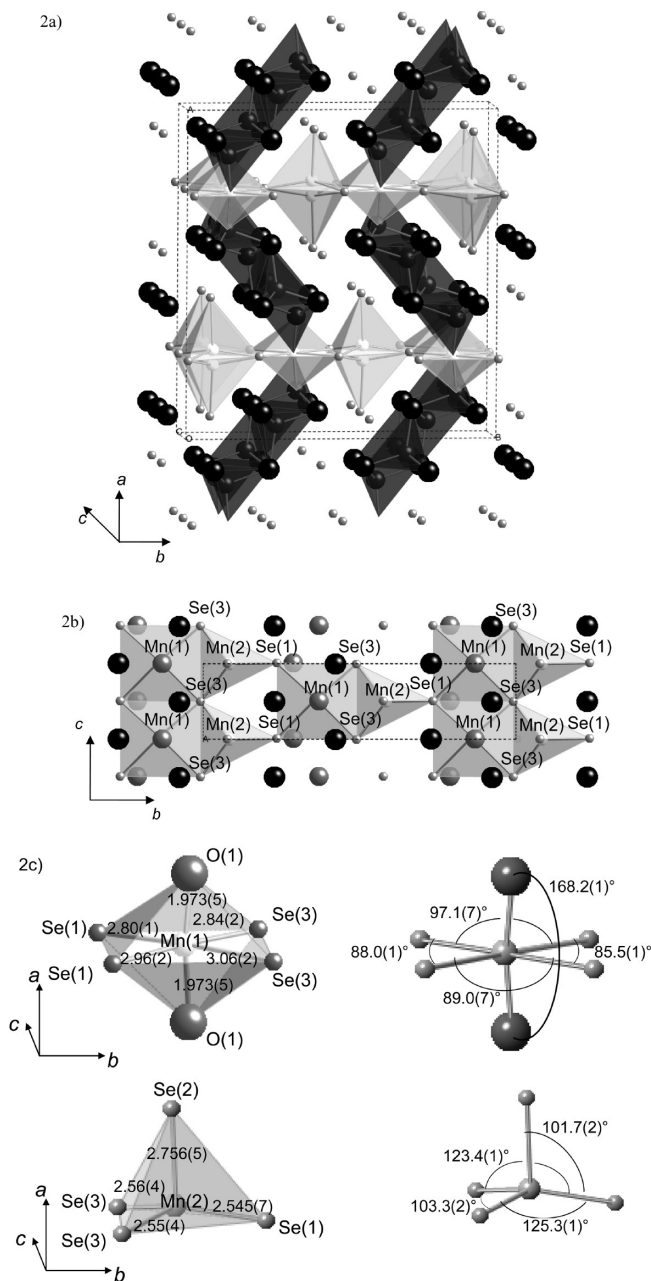 2a)
A
C
O
B
a
c
b
2b)
Se(3)
Se(3)
Mn(1)
Mn(2)
Se(1)
Se(3)
Mn(1)
Mn(2)
Se(3)
Mn(1)
Mn(2)
Se(1)
Se(3)
Mn(1)
Mn(2)
Se(1)
Se(3)
Mn(1)
Mn(2)
Se(1)
c
A
Se(3)
Se(3)
b
2c)
O(1)
1.973(5)
2.84(2)
Se(3)
Se(1)
2.80(1)
Mn(1)
Se(1)
2.96(2)
3.06(2)
Se(3)
1.973(5)
O(1)
a
c
b
168.2(1)°
97.1(7)°
88.0(1)°
85.5(1)°
89.0(7)°
Se(2)
2.756(5)
Se(3)
2.56(4)
Mn(2)
2.545(7)
Se(3)
2.55(4)
Se(1)
a
c
b
101.7(2)°
123.4(1)°
103.3(2)°
125.3(1)°